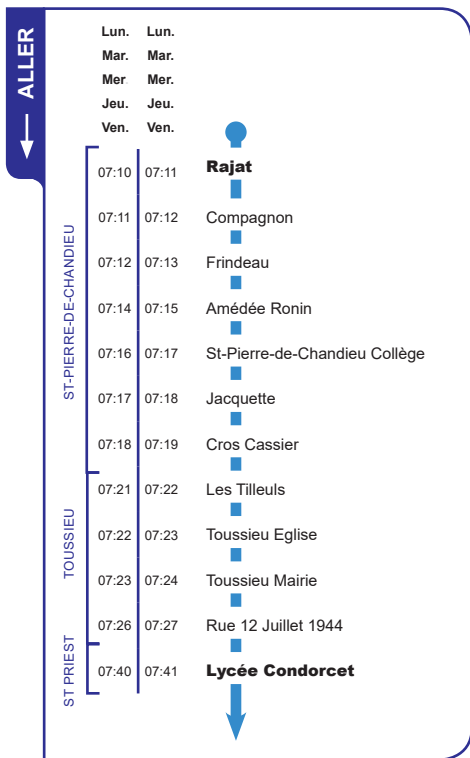 ALLER
Lun. Lun.
Mar. Mar.
Mer Mer.
Jeu. Jeu.
Ven. Ven.
ST-PIERRE-DE-CHANDIEU
07:10 07:11 Rajat
07:11 07:12 Compagnon
07:12 07:13 Frindeau
07:14 07:15 Amédée Ronin
07:16 07:17 St-Pierre-de-Chandieu Collège
07:17 07:18 Jacquette
07:18 07:19 Cros Cassier
TOUSSIEU
07:21 07:22 Les Tilleuls
07:22 07:23 Toussieu Eglise
07:23 07:24 Toussieu Mairie
07:26 07:27 Rue 12 Juillet 1944
ST PRIEST
07:40 07:41 Lycée Condorcet